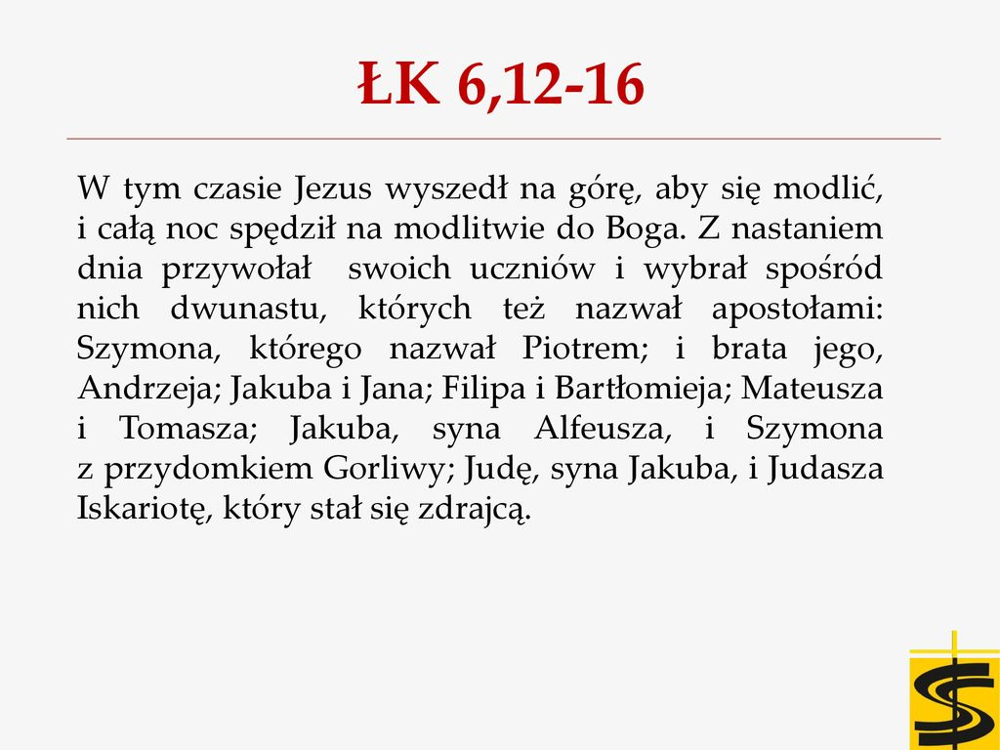 ŁK 6,12-16
W tym czasie Jezus wyszedł na górę, aby się modlić,
i całą noc spędził na modlitwie do Boga. Z nastaniem
dnia przywołał swoich uczniów i wybrał spośród
nich dwunastu, których też nazwał apostołami:
Szymona, którego nazwał Piotrem; i brata jego,
Andrzeja; Jakuba i Jana; Filipa i Bartłomieja; Mateusza
i Tomasza; Jakuba, syna Alfeusza, i Szymona
z przydomkiem Gorliwy; Judę, syna Jakuba, i Judasza
Iskariotę, który stał się zdrajcą.